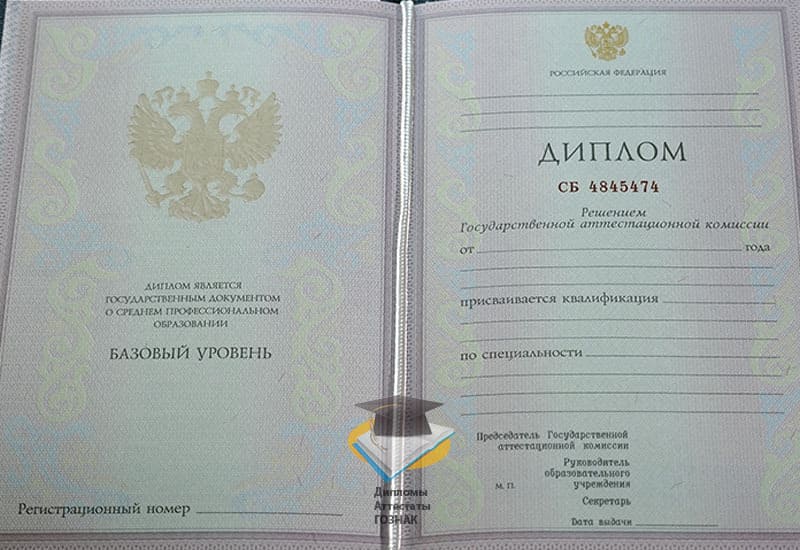 ДИПЛОМ ЯВЛЯЕТСЯ
ГОСУДАРСТВЕННЫМ ДОКУМЕНТОМ
О СРЕДНЕМ ПРОФЕССИОНАЛЬНОМ
ОБРАЗОВАНИИ
БАЗОВЫЙ УРОВЕНЬ
Регистрационный номер
РОССИЙСКАЯ ФЕДЕРАЦИЯ
ДИПЛОМ
СБ 4845474
Решением
Государственной аттестационной комиссии
от года
присваивается квалификация
по специальности
Председатель Государственной
аттестационной комиссии
Руководитель
образовательного
М. П. учреждения
Секретарь
Дата выдачи
Дипломы
Аттестаты
ГОЗНАК